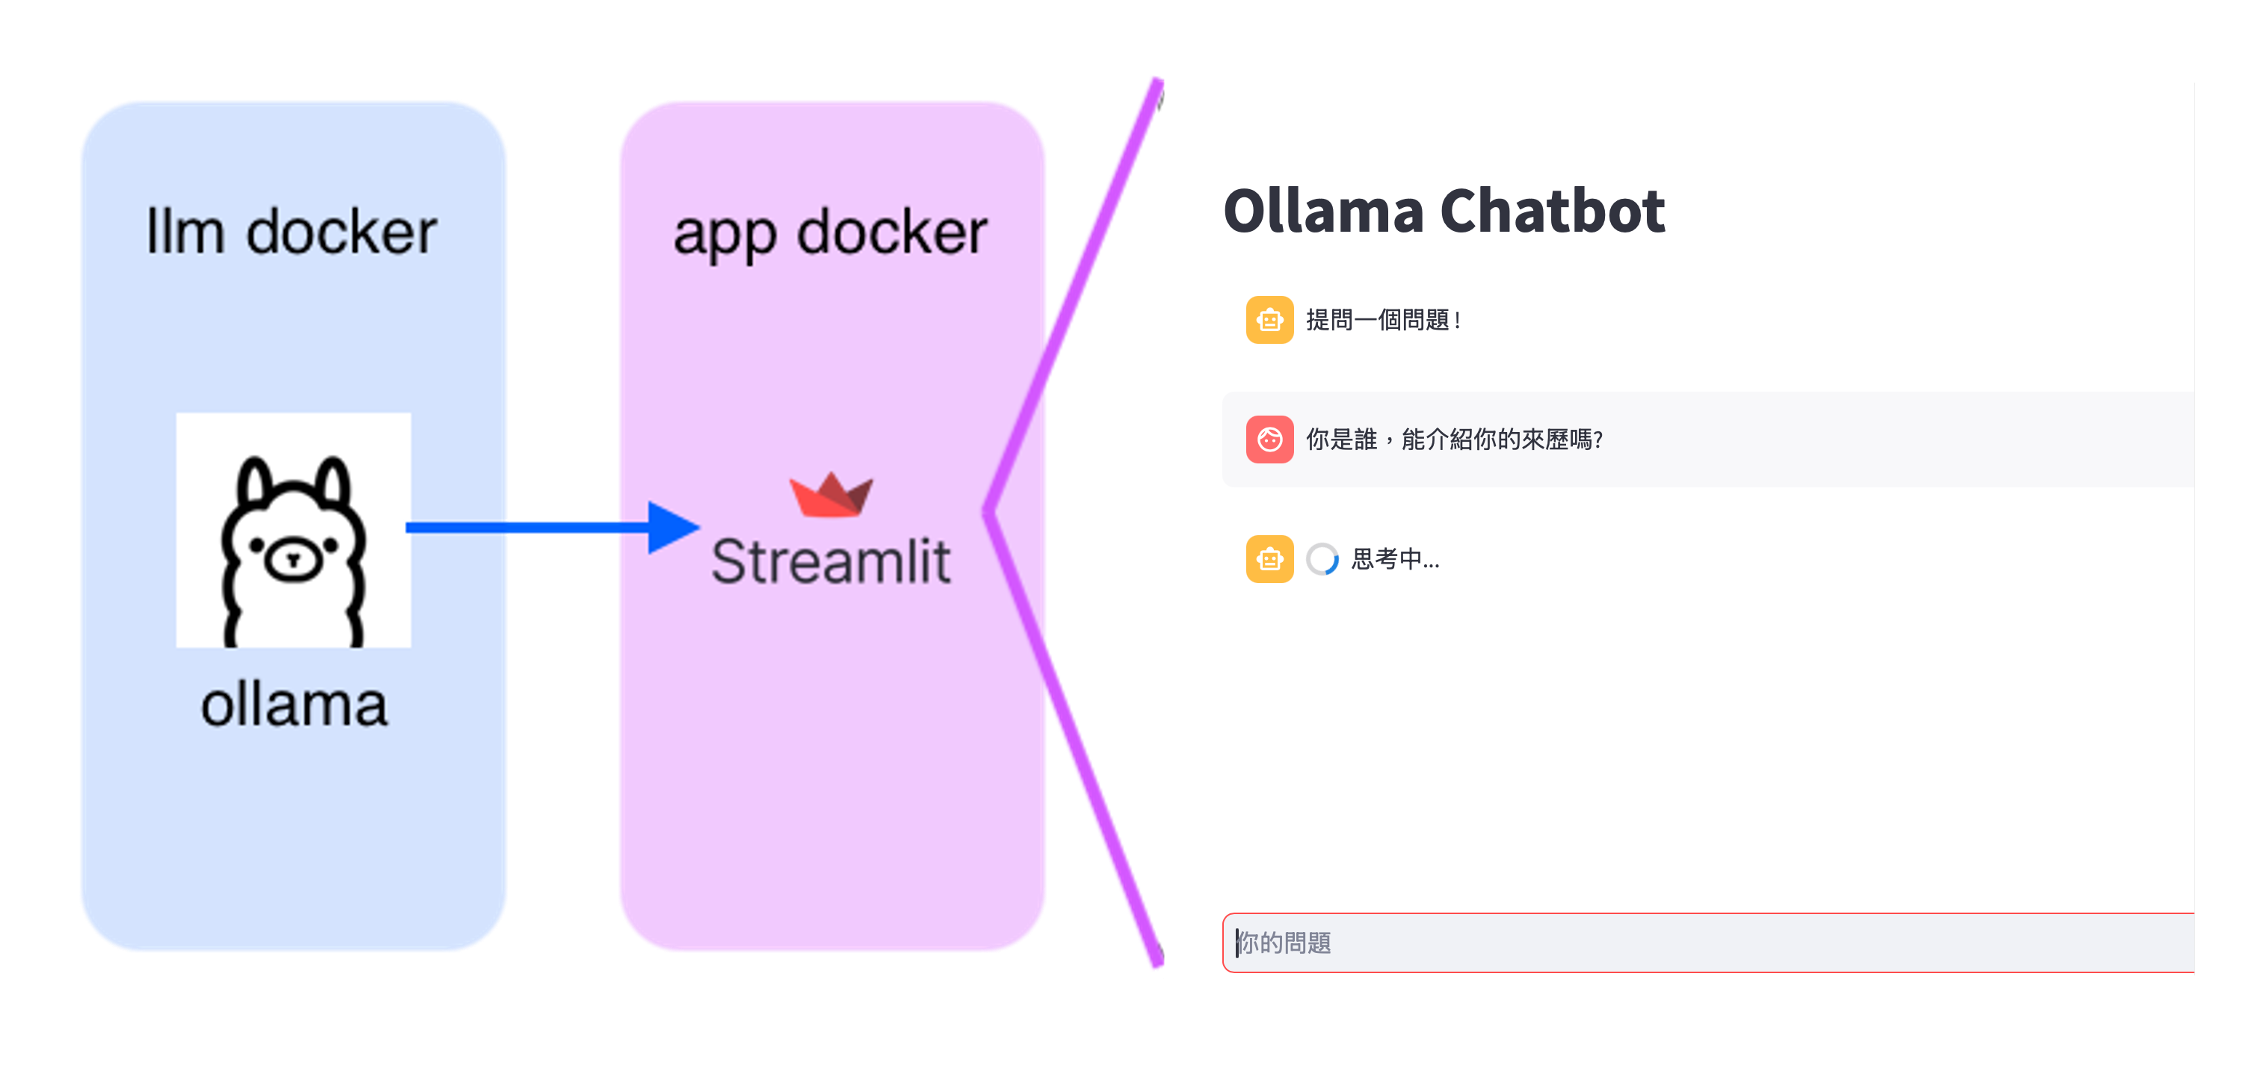 llm docker
ollama
app docker
Streamlit
Ollama Chatbot
提問一個問題！
你是誰，能介紹你的來歷嗎?
思考中...
你的問題